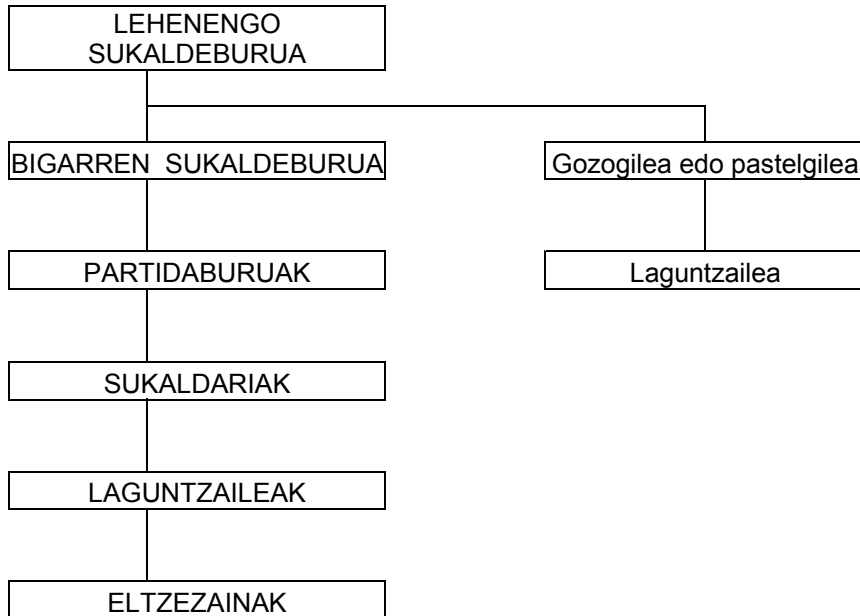 LEHENENGO
SUKALDEBURUA
BIGARREN SUKALDEBURUA
Gozogilea edo pastelgilea
PARTIDABURUAK
Laguntzailea
SUKALDARIAK
LAGUNTZAILEAK
ELTZEZAINAK